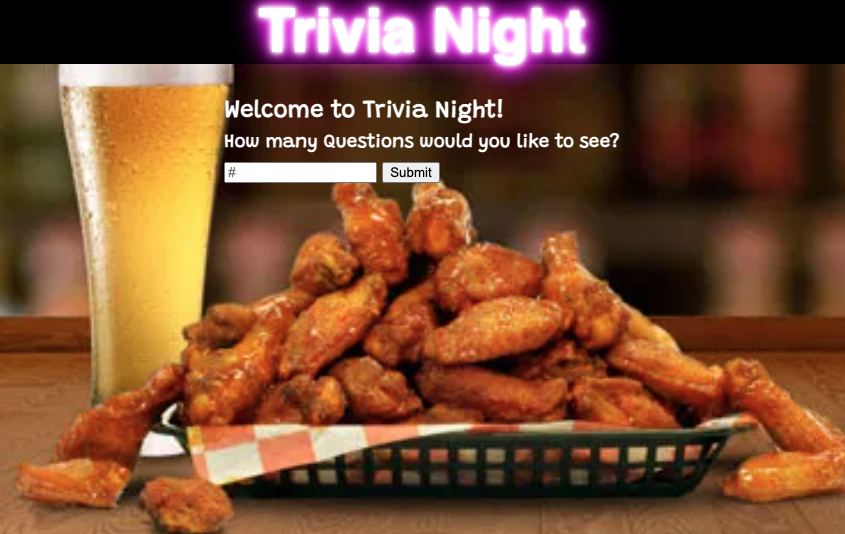 Trivia Night
Welcome to Trivia Night!
How many Questions would you like to see?
# Submit